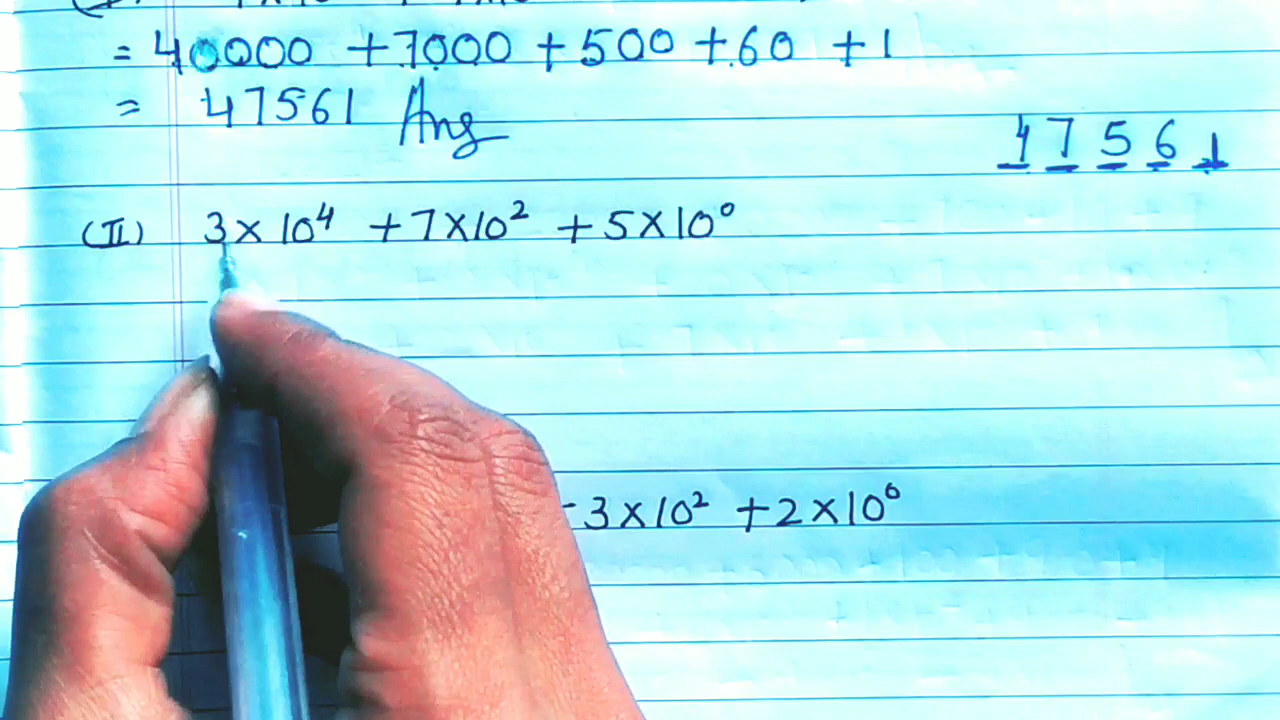 = 40000 + 7000 + 500 + 60 + 1
= 47561 Ans
4 7 5 6 1
(II) 3 × 10⁴ + 7 × 10² + 5 × 10⁰
3 × 10² + 2 × 10⁰